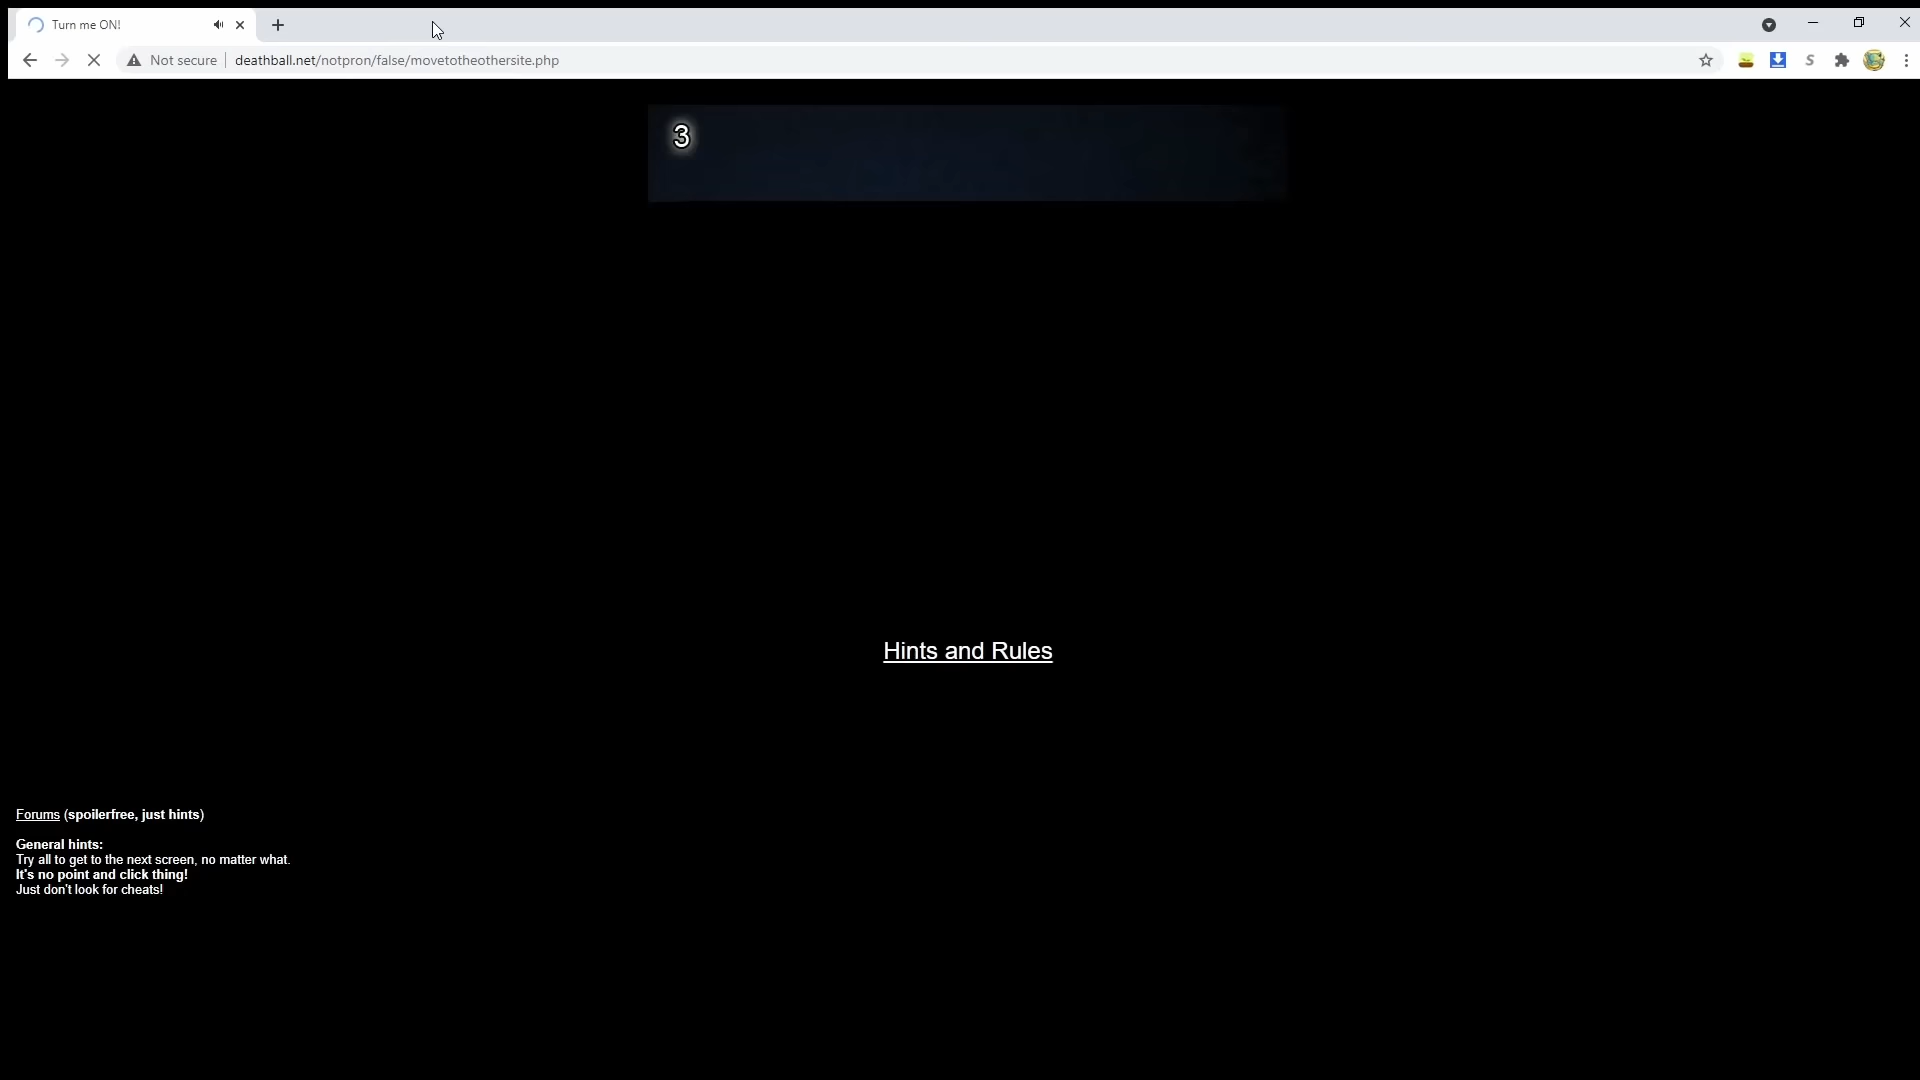 Turn me ON!
Not secure
deathball.net/notpron/false/movetotheothersite.php
3
Hints and Rules
Forums (spoilerfree, just hints)
General hints:
Try all to get to the next screen, no matter what.
It's no point and click thing!
Just don't look for cheats!